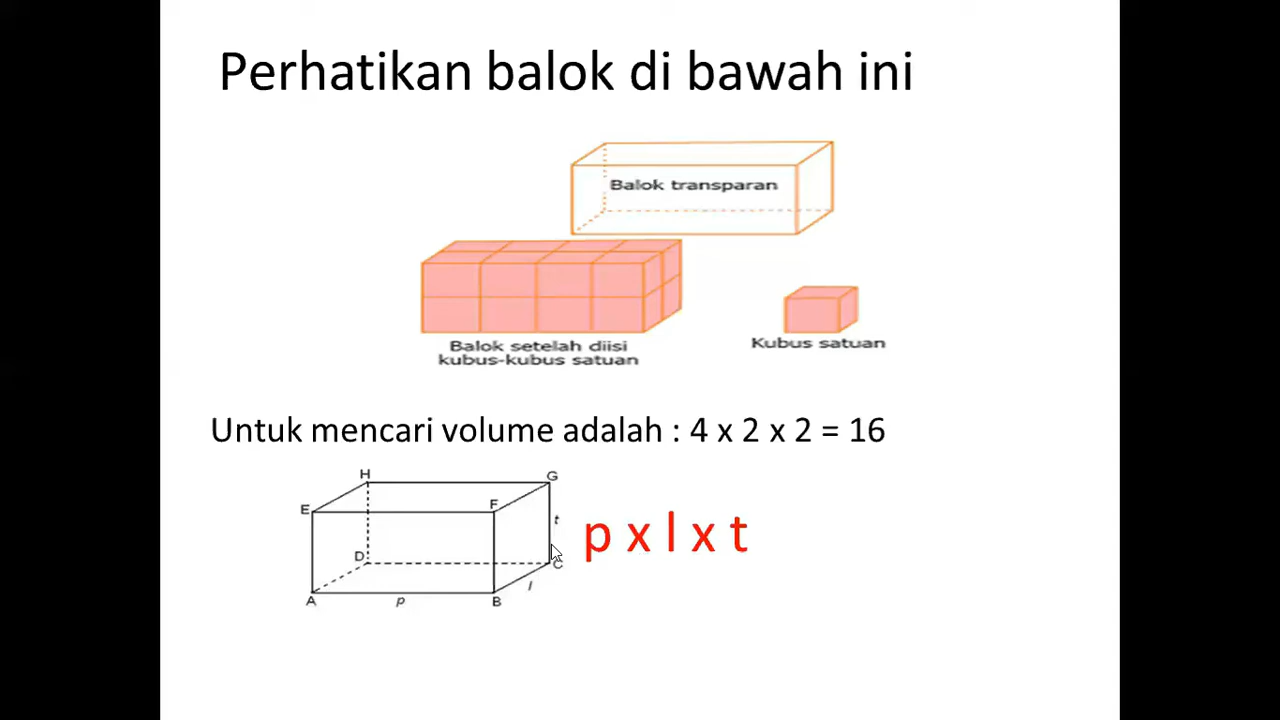 Perhatikan balok di bawah ini
Balok transparan
Balok setelah diisi
kubus-kubus satuan
Kubus satuan
Untuk mencari volume adalah : 4 x 2 x 2 = 16
H
G
E
F
t
p x l x t
D
C
l
A
p
B